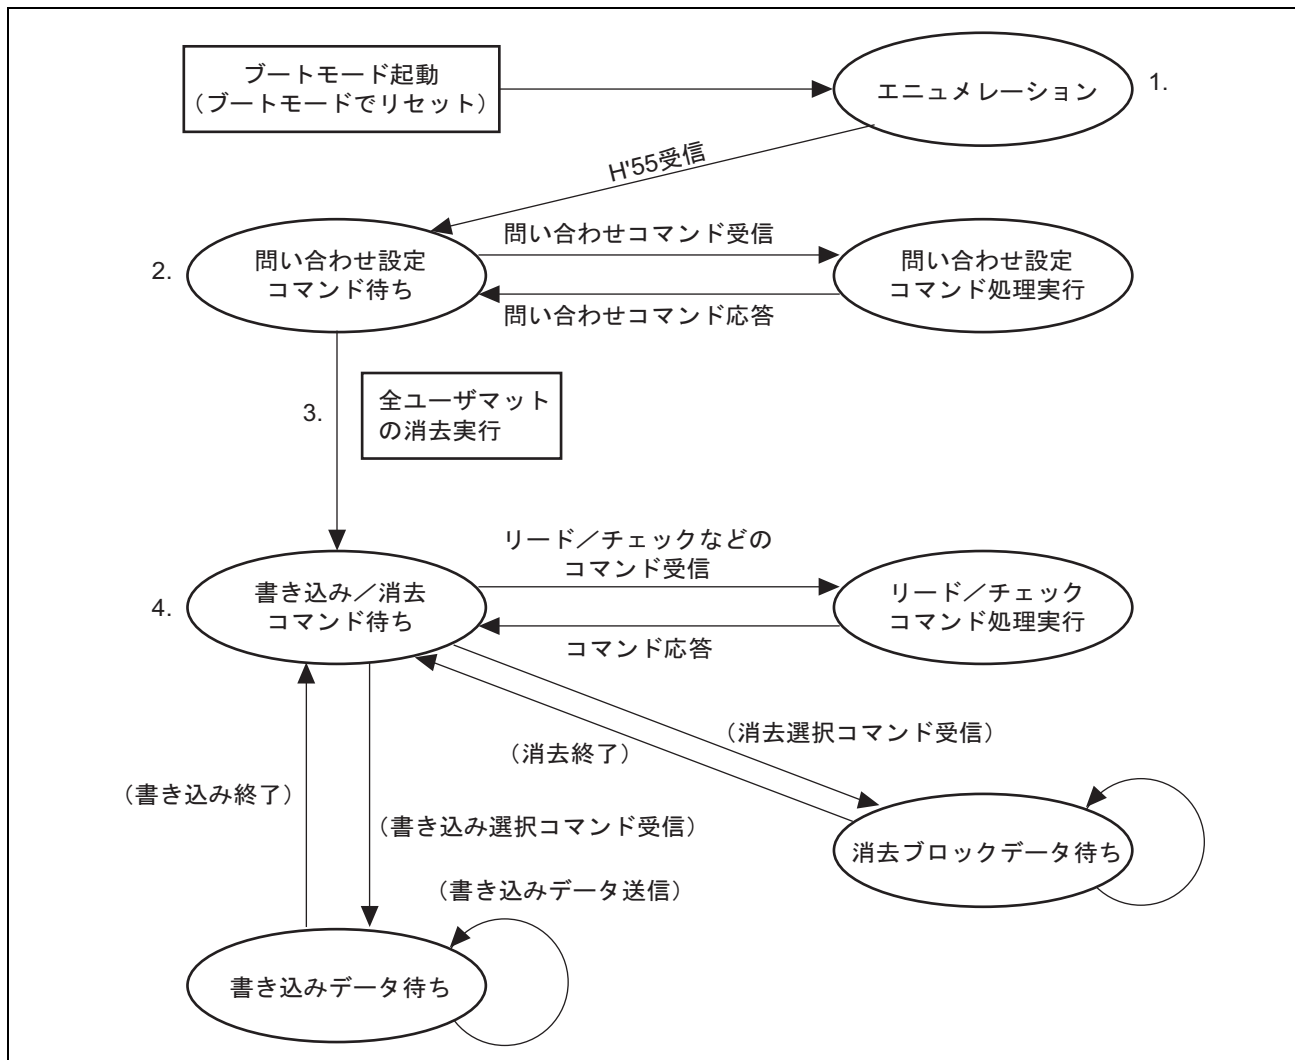 ブートモード起動
（ブートモードでリセット）
エニュメレーション
1.
H'55受信
2.
問い合わせ設定
コマンド待ち
問い合わせコマンド受信
問い合わせコマンド応答
問い合わせ設定
コマンド処理実行
3.
全ユーザマット
の消去実行
4.
書き込み／消去
コマンド待ち
リード／チェックなどの
コマンド受信
コマンド応答
リード／チェック
コマンド処理実行
（消去選択コマンド受信）
（消去終了）
（書き込み終了）
（書き込み選択コマンド受信）
消去ブロックデータ待ち
（書き込みデータ送信）
書き込みデータ待ち